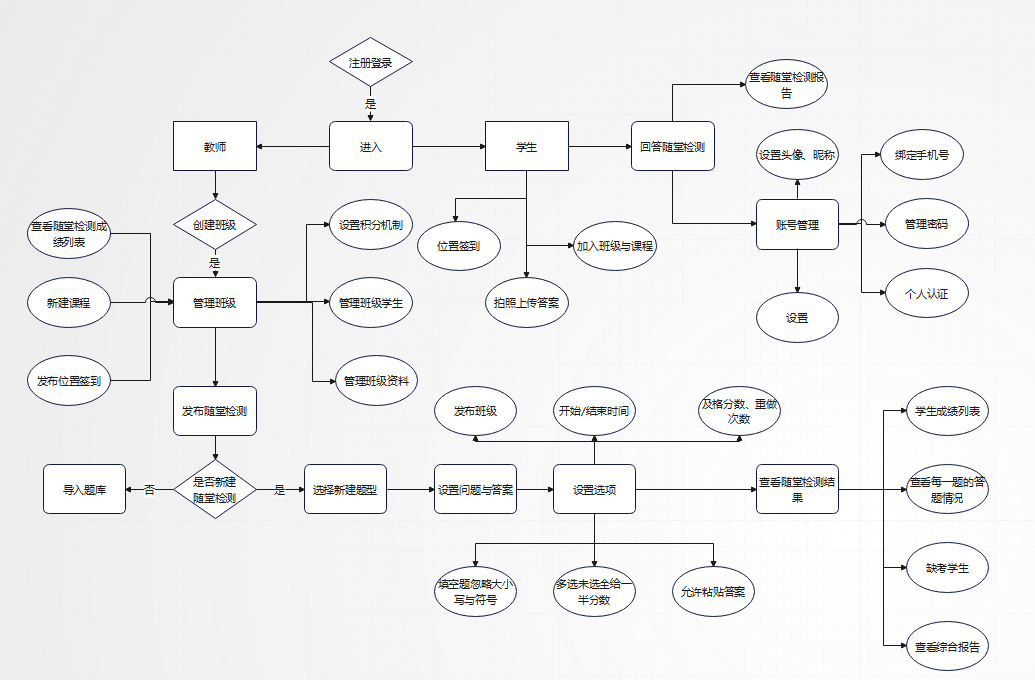 注册登录
是
查看随堂检测报
告
教师
进入
学生
回答随堂检测
设置头像、昵称
绑定手机号
查看随堂检测成
绩列表
创建班级
设置积分机制
位置签到
加入班级与课程
账号管理
管理密码
是
新建课程
管理班级
管理班级学生
拍照上传答案
设置
个人认证
发布位置签到
管理班级资料
发布随堂检测
发布班级
开始/结束时间
及格分数、重做
次数
学生成绩列表
导入题库
否
是否新建
随堂检测
是
选择新建题型
设置问题与答案
设置选项
查看随堂检测结
果
查看每一题的答
题情况
填空题忽略大小
写与符号
多选未选全给一
半分数
允许粘贴答案
缺考学生
查看综合报告